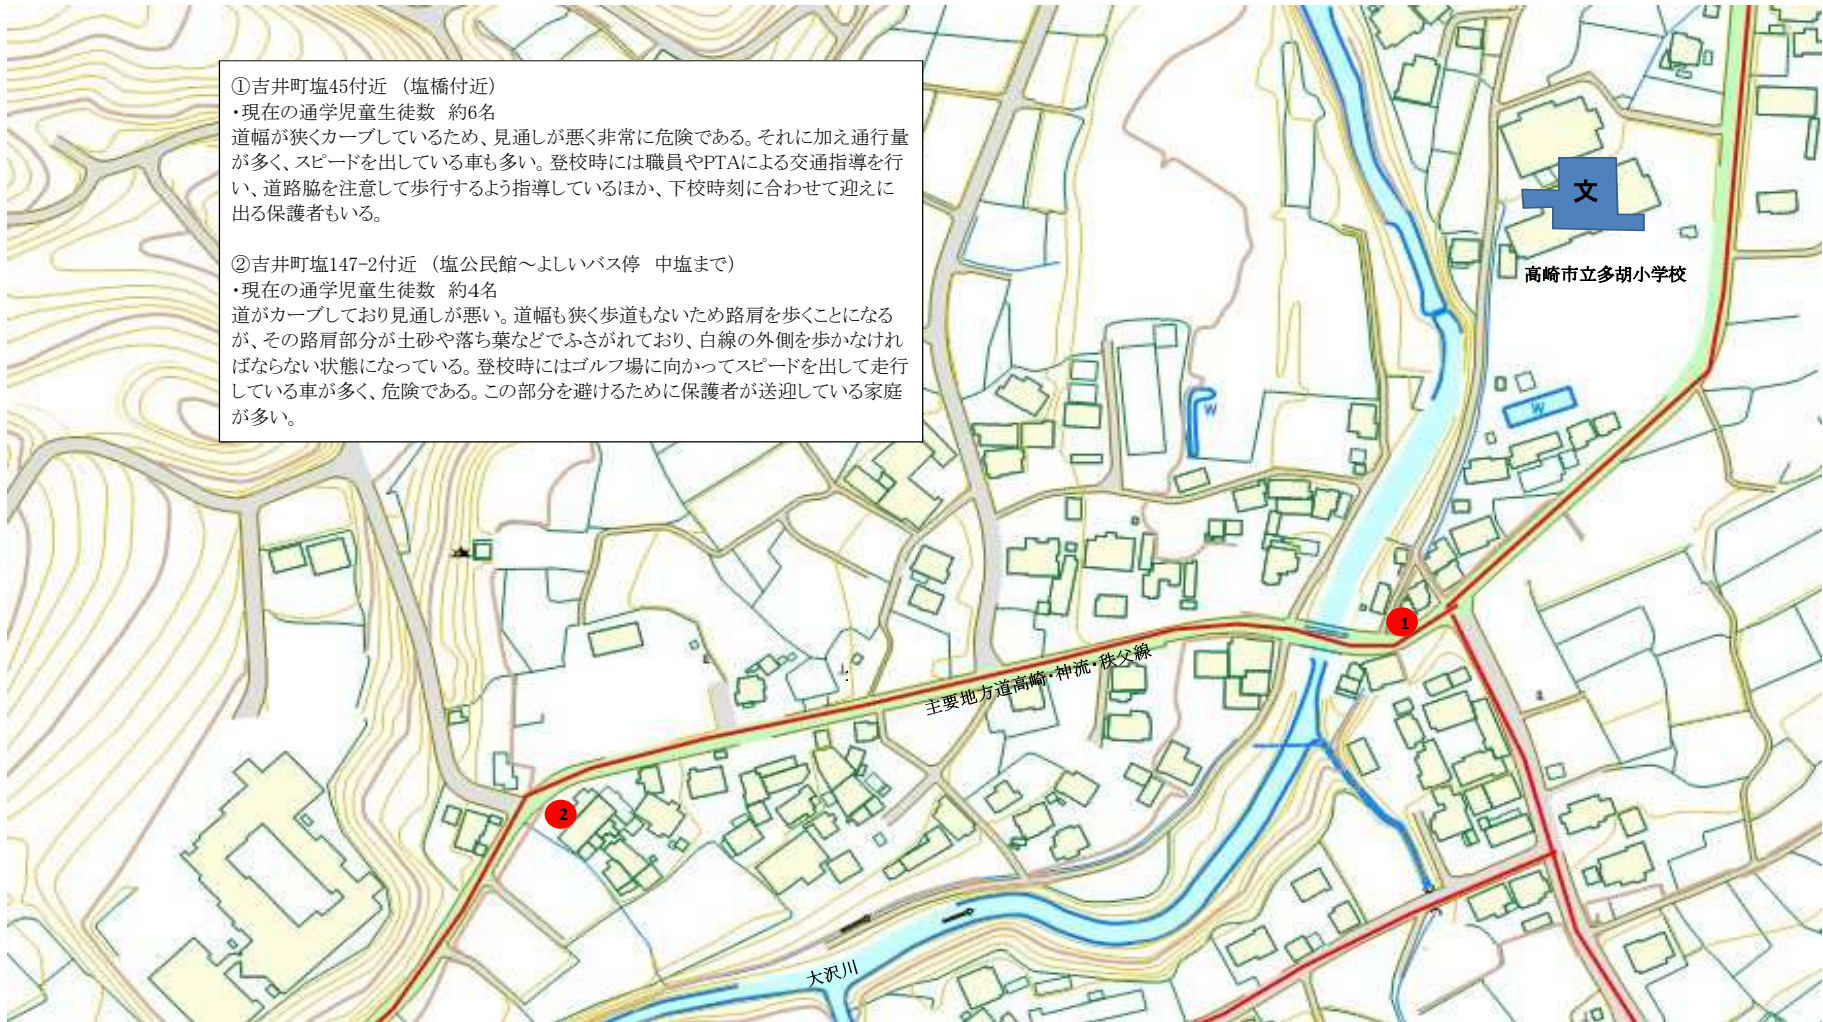 ①吉井町塩45付近　(塩橋付近)
・現在の通学児童生徒数　約6名
道幅が狭くカーブしているため、見通しが悪く非常に危険である。それに加え通行量
が多く、スピードを出している車も多い。登校時には職員やPTAによる交通指導を行
い、道路脇を注意して歩行するよう指導しているほか、下校時刻に合わせて迎えに
出る保護者もいる。
②吉井町塩147-2付近　(塩公民館～よしいバス停　中塩まで)
・現在の通学児童生徒数　約4名
道がカーブしており見通しが悪い。道幅も狭く歩道もないため路肩を歩くことになる
が、その路肩部分が土砂や落ち葉などでふさがれており、白線の外側を歩かなけれ
ばならない状態になっている。登校時にはゴルフ場に向かってスピードを出して走行
している車が多く、危険である。この部分を避けるために保護者が送迎している家庭
が多い。
文
高崎市立多胡小学校
W
W
1
主要地方道高崎・神流・秩父線
2
大沢川